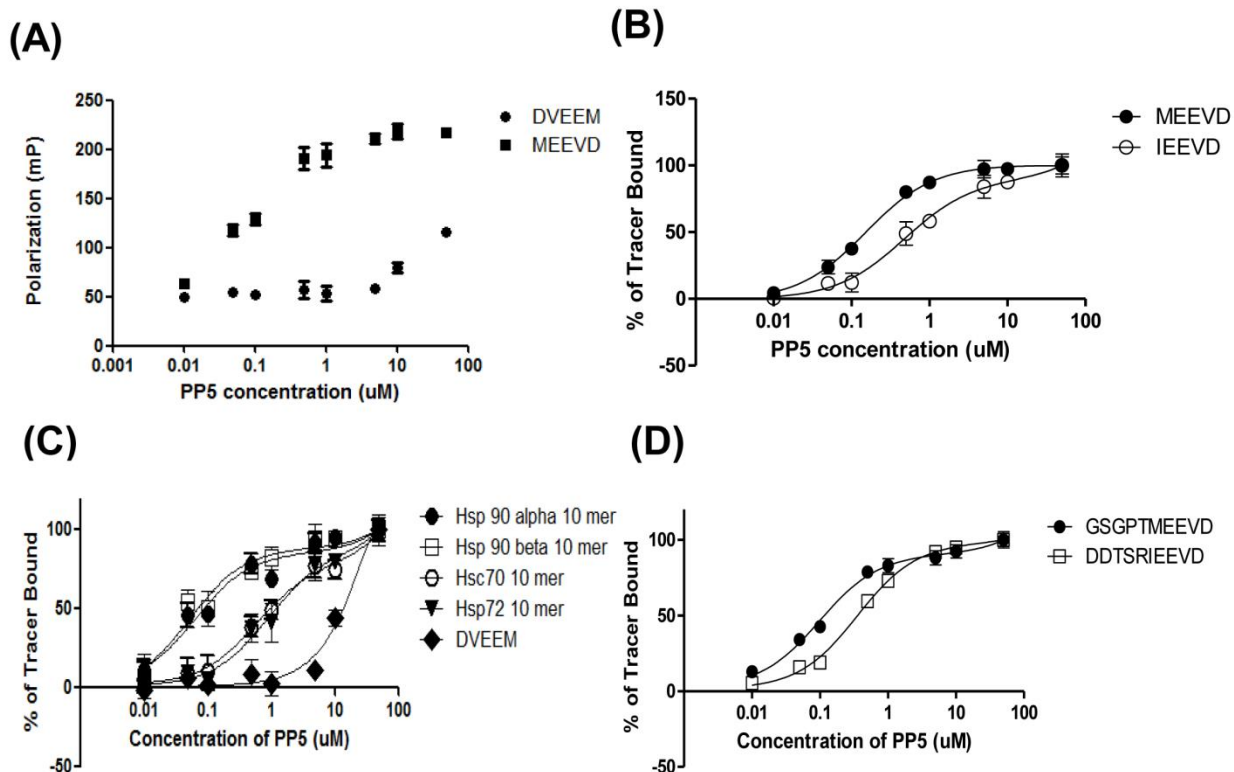 (A)
250
200
150
100
50
0
Polarization (mP)
0.001 0.01 0.1 1 10 100
PP5 concentration (uM)
DVEEM
MEEVD
(B)
150
100
50
0
-50
% of Tracer Bound
0.01 0.1 1 10 100
PP5 concentration (uM)
MEEVD
IEEVD
(C)
100
50
0
-50
% of Tracer Bound
0.01 0.1 1 10 100
Concentration of PP5 (uM)
Hsp 90 alpha 10 mer
Hsp 90 beta 10 mer
Hsc70 10 mer
Hsp72 10 mer
DVEEM
(D)
150
100
50
0
-50
% of Tracer Bound
0.01 0.1 1 10 100
Concentration of PP5 (uM)
GSGPTMEEVD
DDTSRIEEVD